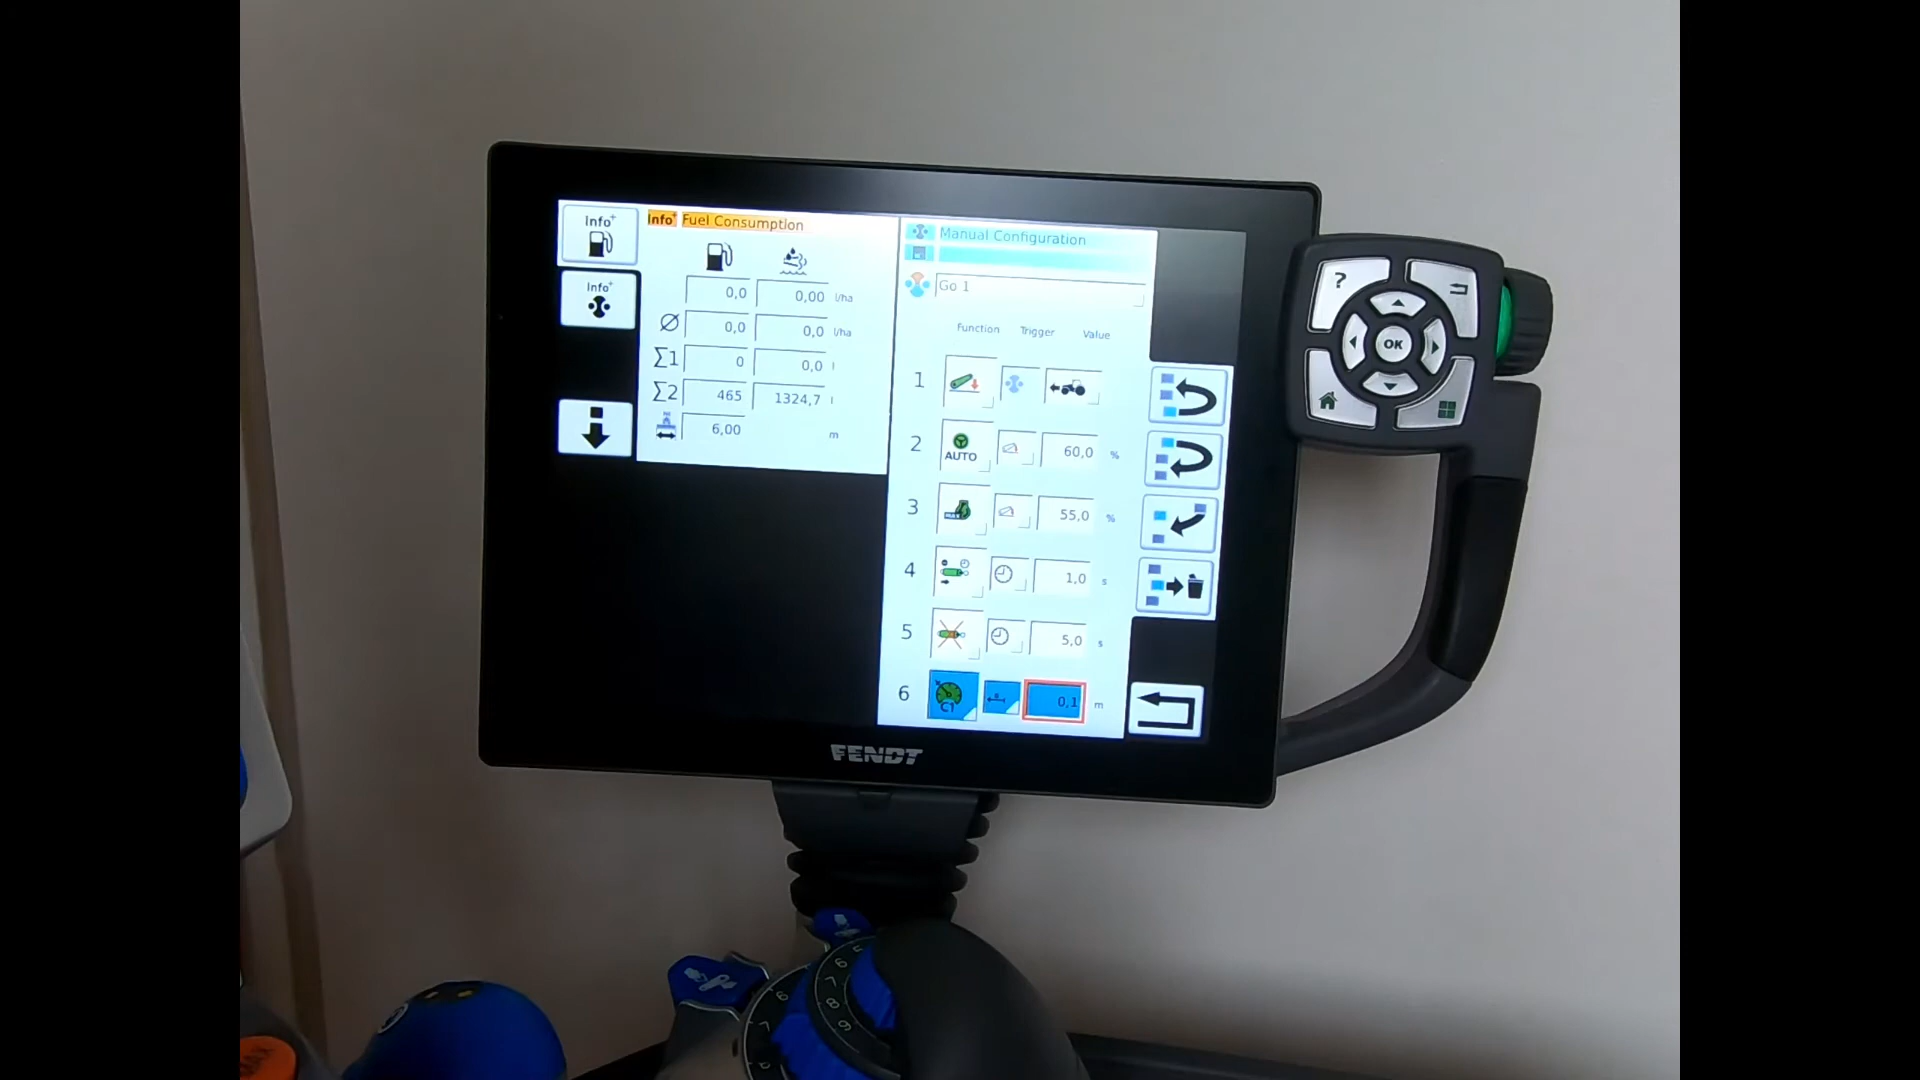 Info+
Info+ Fuel Consumption
0,0 0,00 l/ha
Ø 0,0 0,0 l/ha
Σ1 0 0,0 l
Σ2 465 1324,7 l
6,00 m
Info+
Manual Configuration
Go 1
Function Trigger Value
1
2 AUTO 60,0 %
3 55,0 %
4 1,0 s
5 5,0 s
6 C1 0,1 m
FENDT
?
OK
MAX